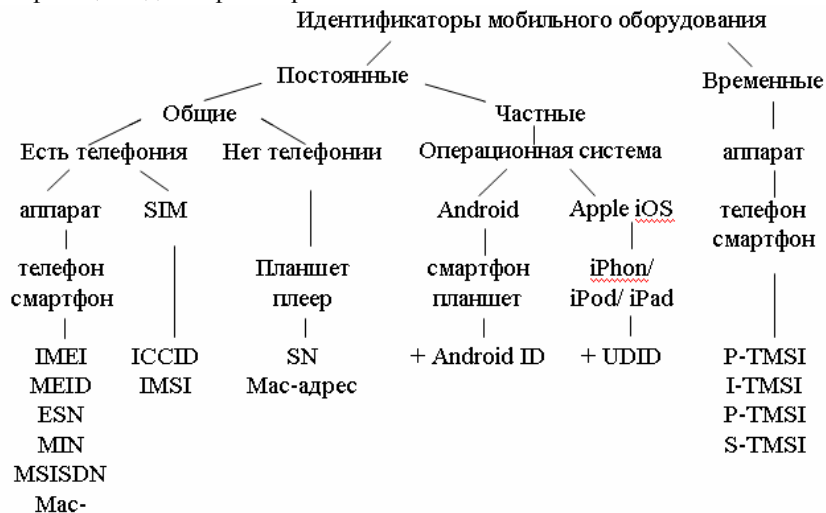 Идентификаторы мобильного оборудования
Постоянные
Временные
Общие
Частные
Есть телефония Нет телефонии Операционная система аппарат
аппарат SIM Android Apple iOS телефон
смартфон
телефон Планшет смартфон iPhon/
смартфон плеер планшет iPod/ iPad
IMEI ICCID SN + Android ID + UDID P-TMSI
MEID IMSI Mac-адрес I-TMSI
ESN P-TMSI
MIN S-TMSI
MSISDN
Mac-